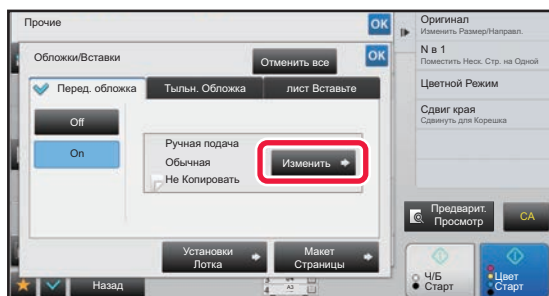 Прочие
OK
Обложки/Вставки
Отменить все
OK
Перед. обложка
Тыльн. Обложка
лист Вставьте
Off
On
Ручная подача
Обычная
Не Копировать
Изменить
Установки
Лотка
Макет
Страницы
Назад
A3
Оригинал
Изменить Размер/Направл.
N в 1
Поместить Неск. Стр. на Одной
Цветной Режим
Сдвиг края
Сдвинуть для Корешка
Предварит.
Просмотр
CA
Ч/Б
Старт
Цвет
Старт